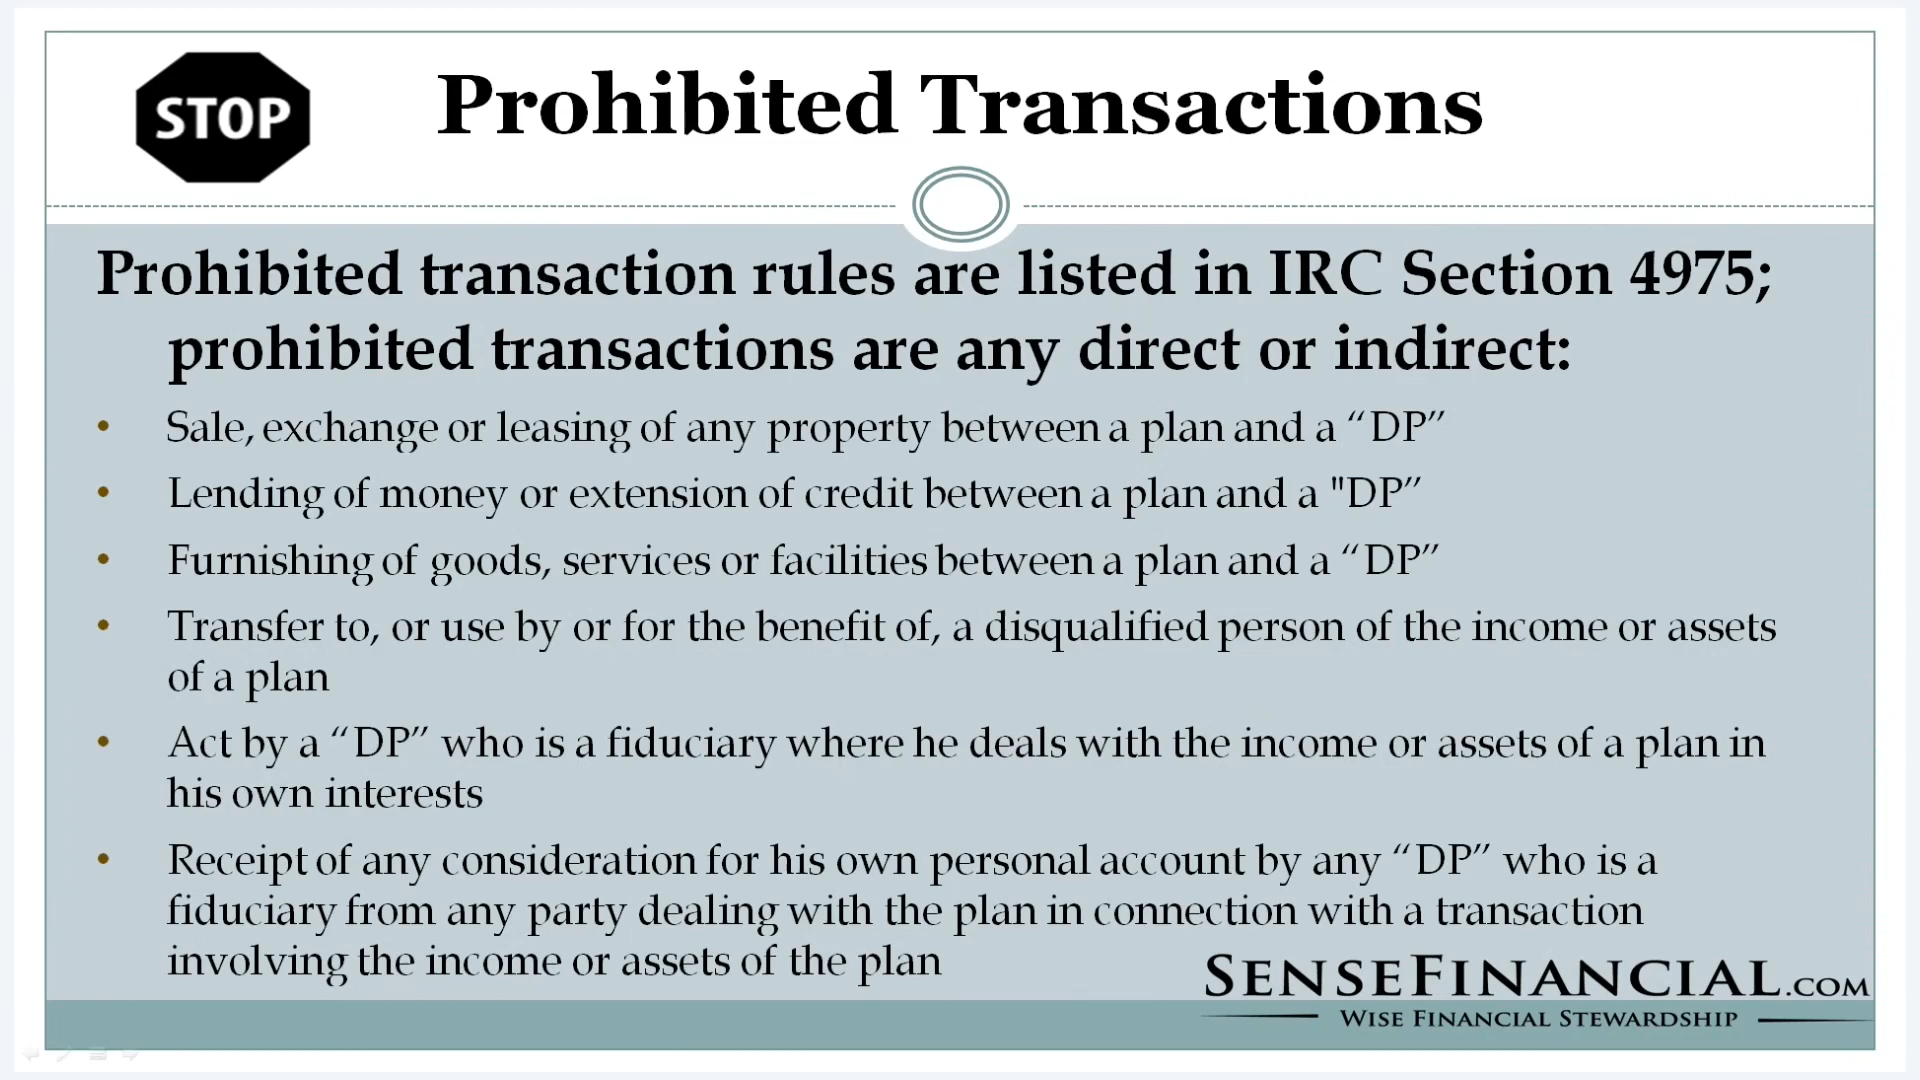 STOP
Prohibited Transactions
Prohibited transaction rules are listed in IRC Section 4975;
prohibited transactions are any direct or indirect:
• Sale, exchange or leasing of any property between a plan and a “DP”
• Lending of money or extension of credit between a plan and a "DP”
• Furnishing of goods, services or facilities between a plan and a “DP”
• Transfer to, or use by or for the benefit of, a disqualified person of the income or assets
of a plan
• Act by a “DP” who is a fiduciary where he deals with the income or assets of a plan in
his own interests
• Receipt of any consideration for his own personal account by any “DP” who is a
fiduciary from any party dealing with the plan in connection with a transaction
involving the income or assets of the plan
SENSEFINANCIAL.COM
WISE FINANCIAL STEWARDSHIP